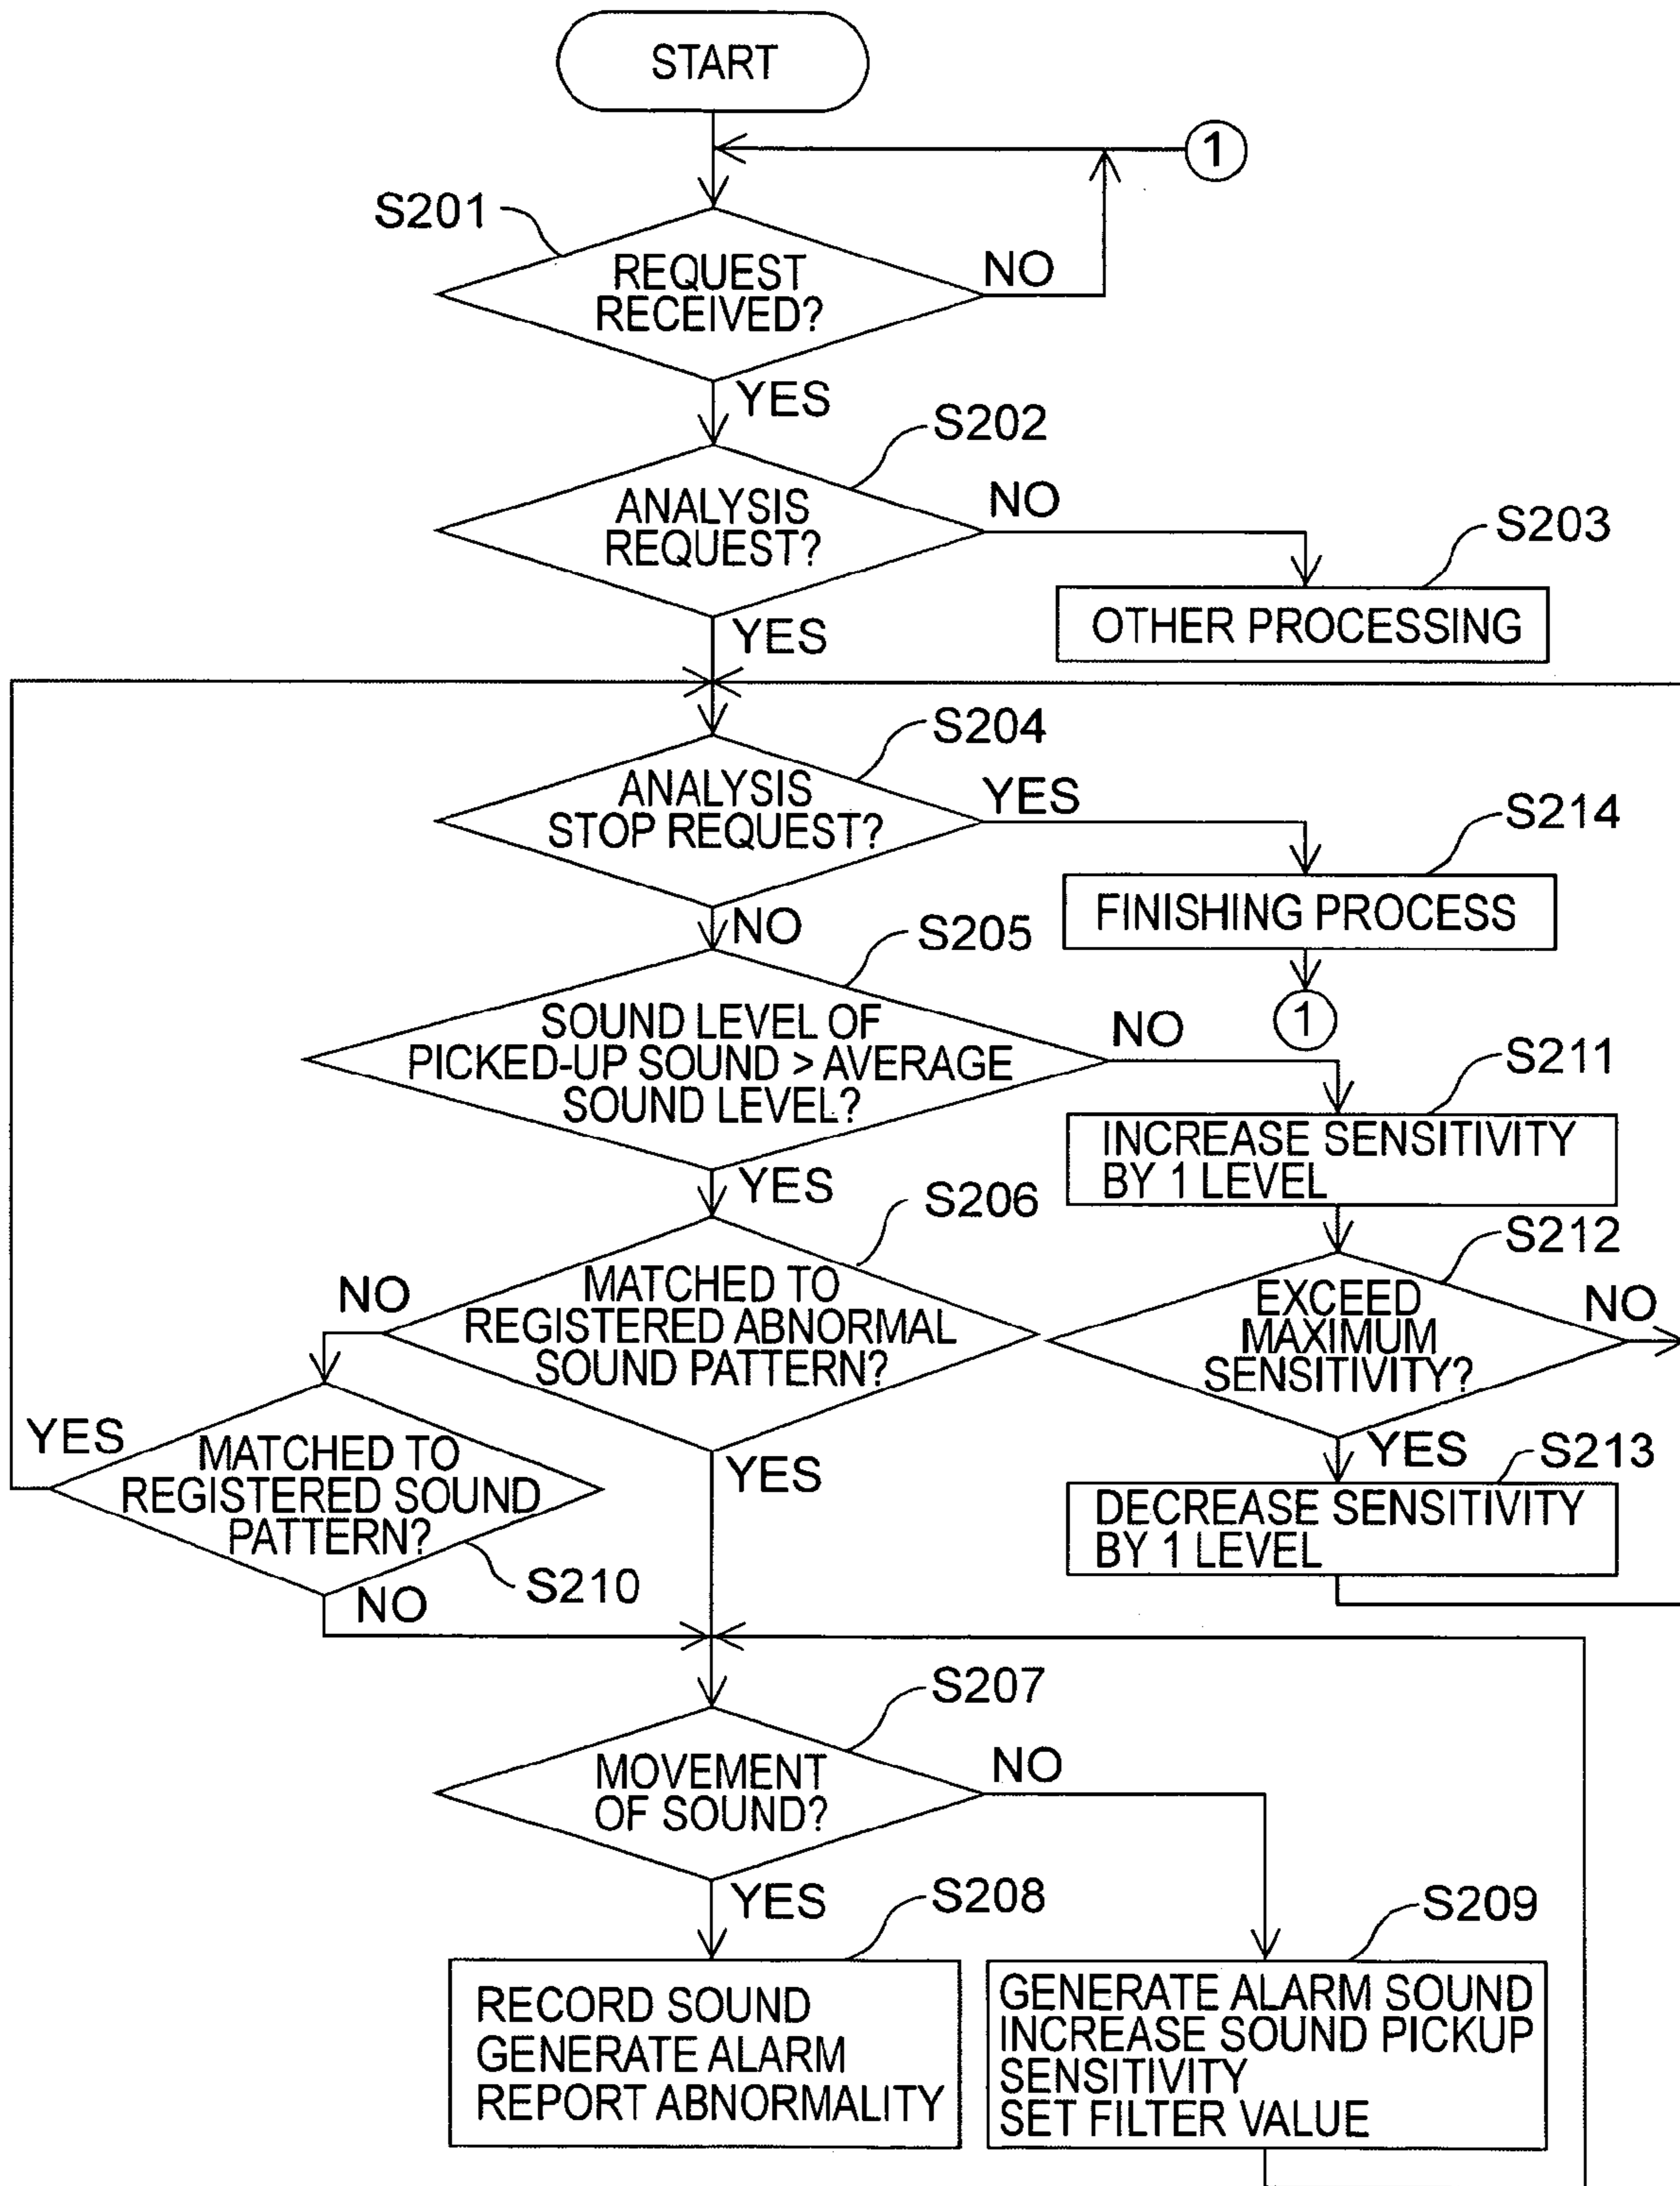 START
1
S201
REQUEST
RECEIVED?
NO
YES
S202
ANALYSIS
REQUEST?
NO
S203
OTHER PROCESSING
YES
S204
ANALYSIS
STOP REQUEST?
YES
S214
FINISHING PROCESS
1
NO
S205
SOUND LEVEL OF
PICKED-UP SOUND > AVERAGE
SOUND LEVEL?
NO
S211
INCREASE SENSITIVITY
BY 1 LEVEL
YES
S206
MATCHED TO
REGISTERED ABNORMAL
SOUND PATTERN?
NO
S212
EXCEED
MAXIMUM
SENSITIVITY?
NO
YES
S213
DECREASE SENSITIVITY
BY 1 LEVEL
YES
MATCHED TO
REGISTERED SOUND
PATTERN?
S210
NO
YES
S207
MOVEMENT
OF SOUND?
NO
YES
S208
RECORD SOUND
GENERATE ALARM
REPORT ABNORMALITY
S209
GENERATE ALARM SOUND
INCREASE SOUND PICKUP
SENSITIVITY
SET FILTER VALUE